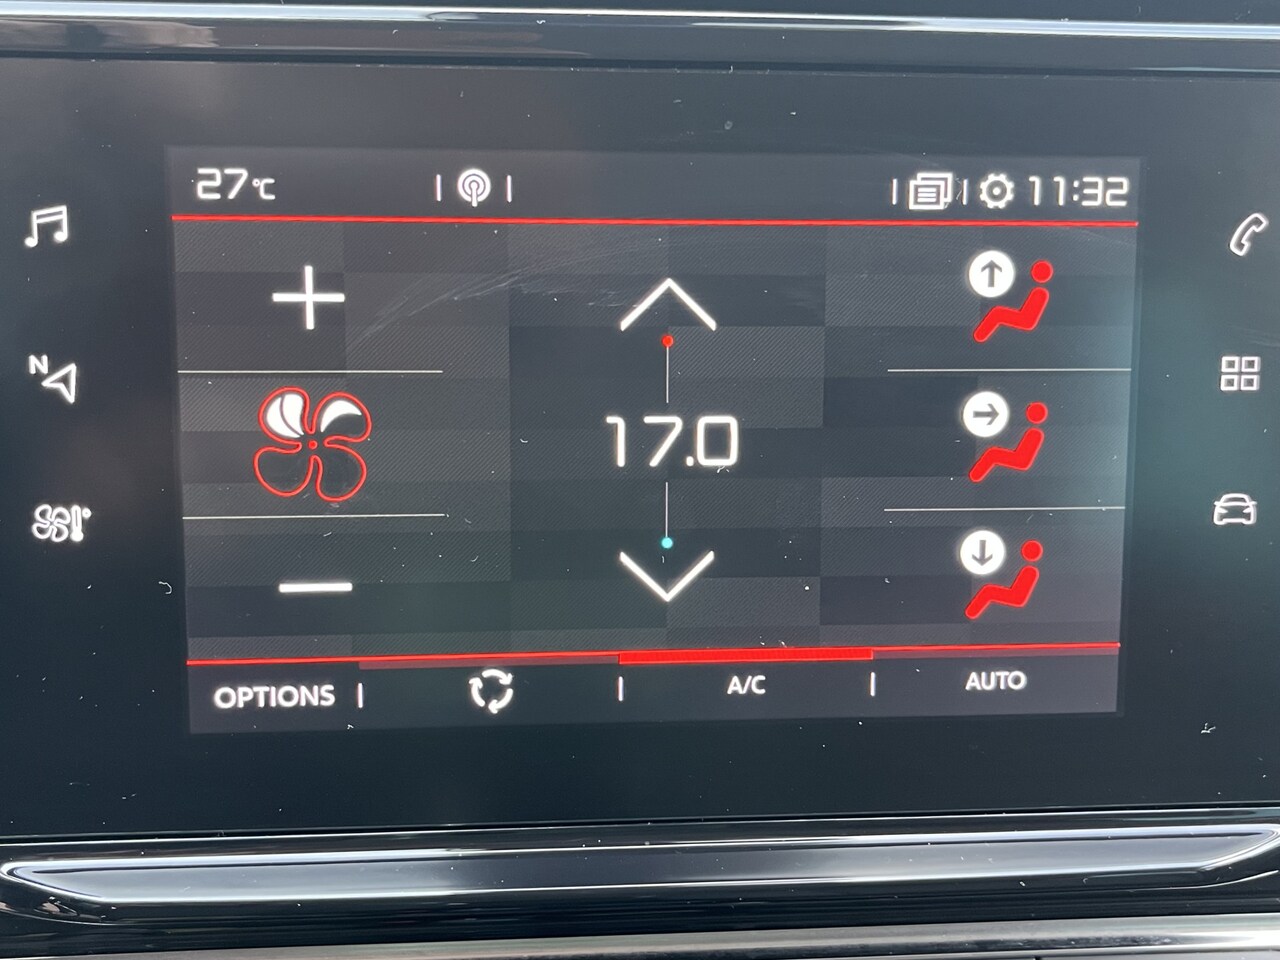 27°C
11:32
N
17.0
OPTIONS
A/C
AUTO